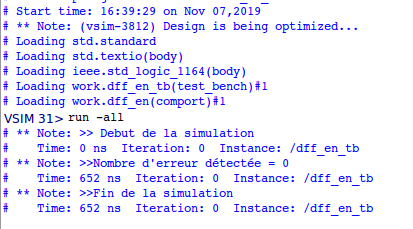 # Start time: 16:39:29 on Nov 07,2019
# ** Note: (vsim-3812) Design is being optimized...
# Loading std.standard
# Loading std.textio(body)
# Loading ieee.std_logic_1164(body)
# Loading work.dff_en_tb(test_bench)#1
# Loading work.dff_en(comport)#1
VSIM 31> run -all
# ** Note: >> Debut de la simulation
#    Time: 0 ns  Iteration: 0  Instance: /dff_en_tb
# ** Note: >>Nombre d'erreur détectée = 0
#    Time: 652 ns  Iteration: 0  Instance: /dff_en_tb
# ** Note: >>Fin de la simulation
#    Time: 652 ns  Iteration: 0  Instance: /dff_en_tb